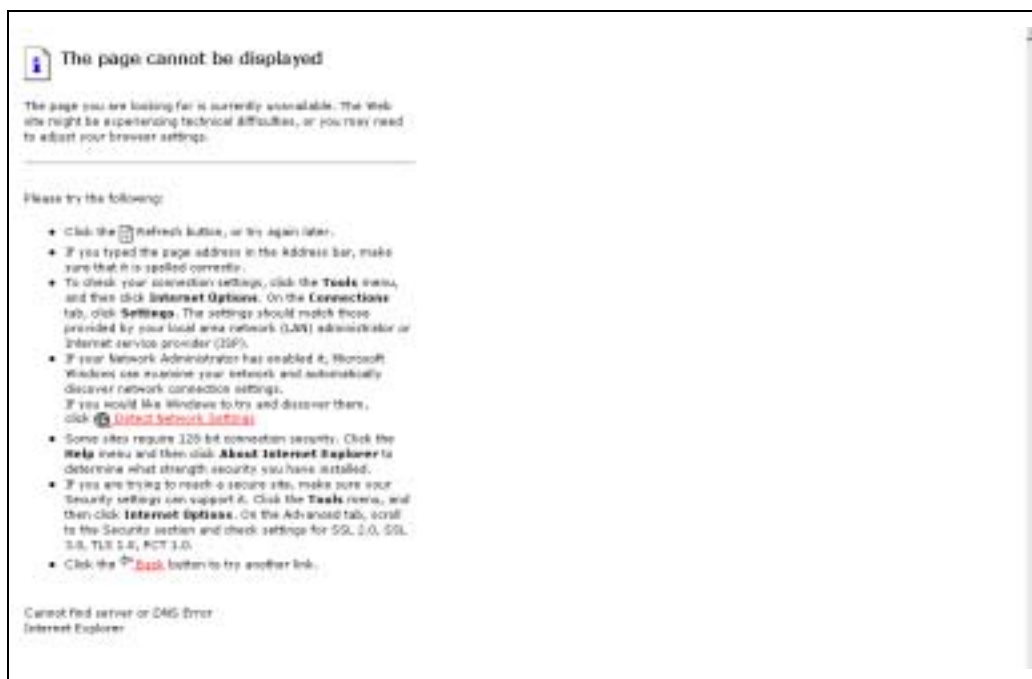 The page cannot be displayed
The page you are looking for is currently unavailable. The Web
site might be experiencing technical difficulties, or you may need
to adjust your browser settings.
Please try the following:
Click the Refresh button, or try again later.
If you typed the page address in the Address bar, make
sure that it is spelled correctly.
To check your connection settings, click the Tools menu,
and then click Internet Options. On the Connections
tab, click Settings. The settings should match those
provided by your local area network (LAN) administrator or
Internet service provider (ISP).
If your Network Administrator has enabled it, Microsoft
Windows can examine your network and automatically
discover network connection settings.
If you would like Windows to try and discover them,
click Detect Network Settings
Some sites require 128-bit connection security. Click the
Help menu and then click About Internet Explorer to
determine what strength security you have installed.
If you are trying to reach a secure site, make sure your
Security settings can support it. Click the Tools menu, and
then click Internet Options. On the Advanced tab, scroll
to the Security section and check settings for SSL 2.0, SSL
3.0, TLS 1.0, PCT 1.0.
Click the Back button to try another link.
Cannot find server or DNS Error
Internet Explorer